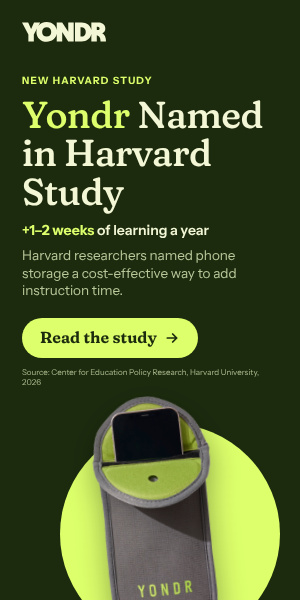 YONDR
NEW HARVARD STUDY
Yondr Named
in Harvard
Study
+1–2 weeks of learning a year
Harvard researchers named phone
storage a cost-effective way to add
instruction time.
Read the study →
Source: Center for Education Policy Research, Harvard University,
2026
YONDR